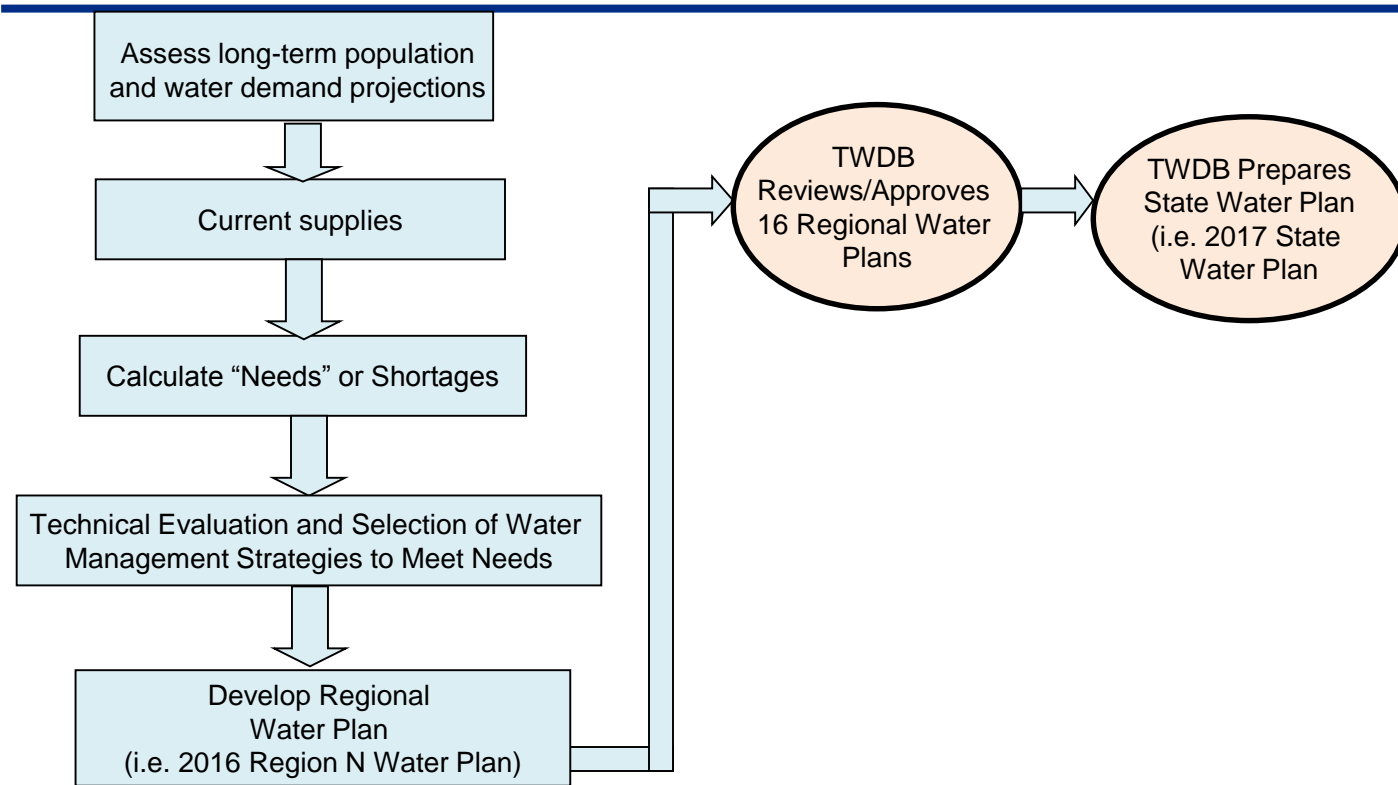 Assess long-term population
and water demand projections
Current supplies
Calculate “Needs” or Shortages
Technical Evaluation and Selection of Water
Management Strategies to Meet Needs
Develop Regional
Water Plan
(i.e. 2016 Region N Water Plan)
TWDB
Reviews/Approves
16 Regional Water
Plans
TWDB Prepares
State Water Plan
(i.e. 2017 State
Water Plan